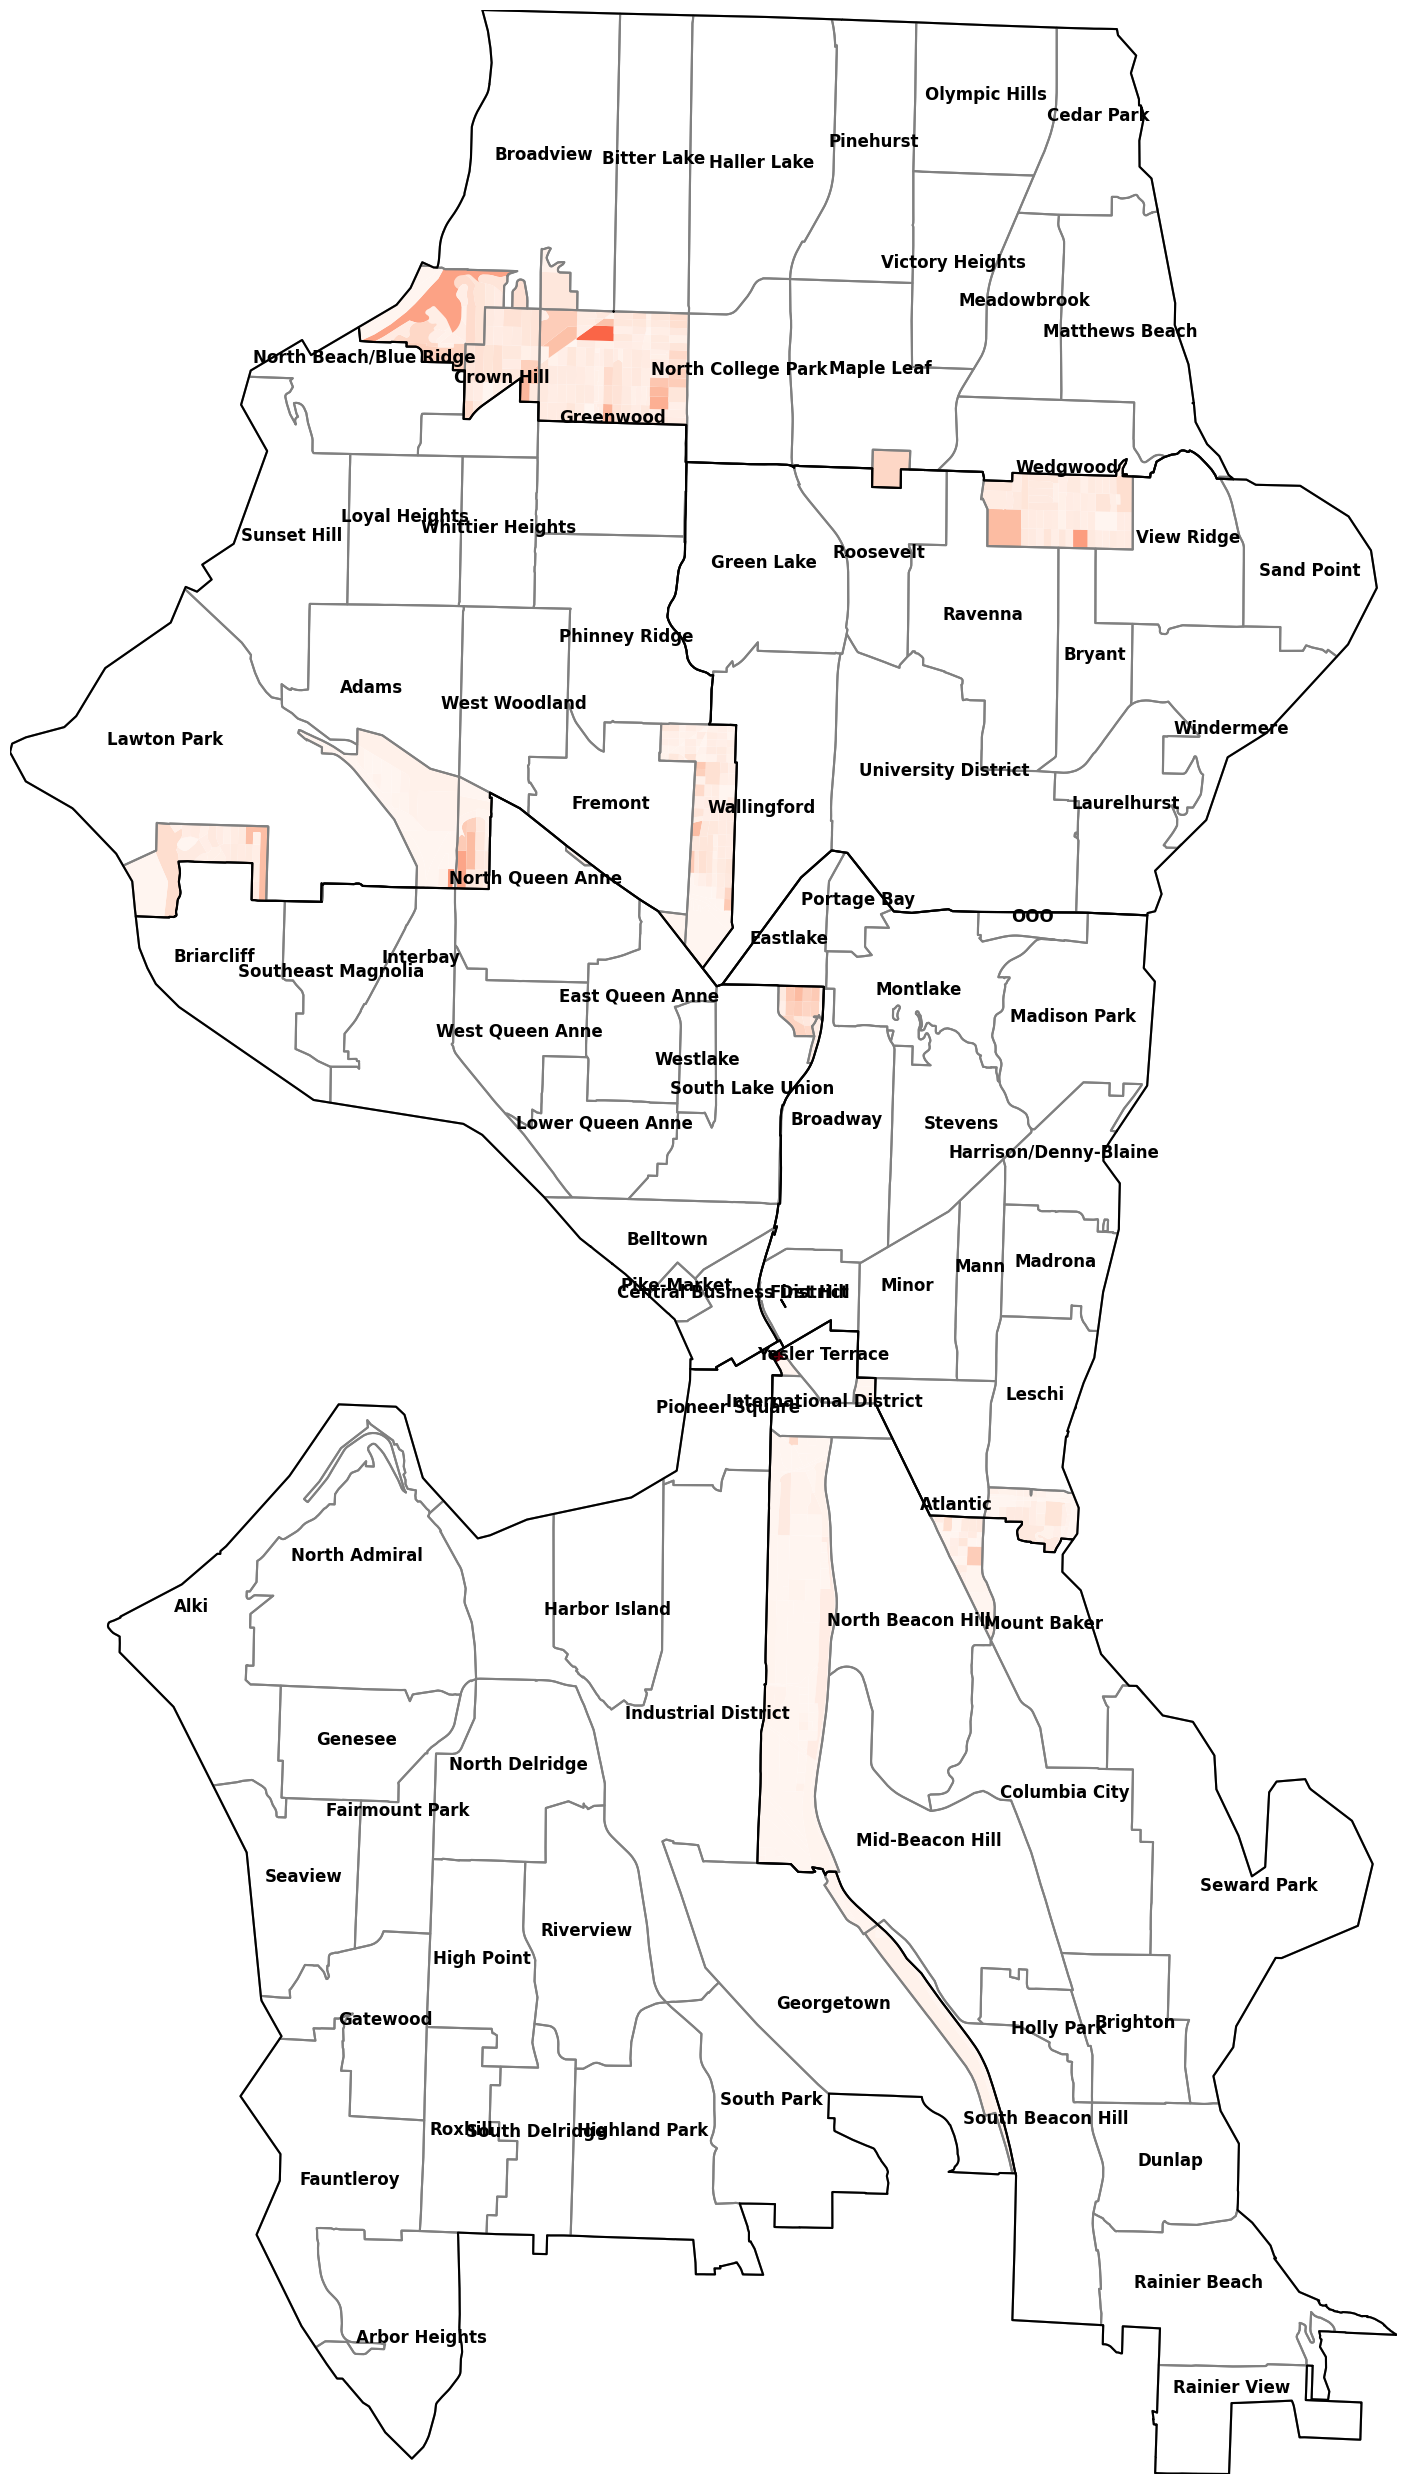 Olympic Hills
Cedar Park
Pinehurst
Broadview
Bitter Lake
Haller Lake
Victory Heights
Meadowbrook
Matthews Beach
North Beach/Blue Ridge
North College Park
Maple Leaf
Crown Hill
Greenwood
Wedgwood
Loyal Heights
Whittier Heights
Sunset Hill
View Ridge
Roosevelt
Green Lake
Sand Point
Ravenna
Phinney Ridge
Bryant
Adams
West Woodland
Windermere
Lawton Park
University District
Fremont
Wallingford
Laurelhurst
North Queen Anne
Portage Bay
OOO
Eastlake
Briarcliff
Interbay
Southeast Magnolia
Montlake
East Queen Anne
Madison Park
West Queen Anne
Westlake
South Lake Union
Broadway
Stevens
Lower Queen Anne
Harrison/Denny-Blaine
Belltown
Madrona
Mann
Pike-Market
Minor
Central Business District
First Hill
Yesler Terrace
Leschi
International District
Pioneer Square
Atlantic
North Admiral
Alki
Harbor Island
North Beacon Hill
Mount Baker
Industrial District
Genesee
North Delridge
Columbia City
Fairmount Park
Mid-Beacon Hill
Seaview
Seward Park
Riverview
High Point
Georgetown
Gatewood
Brighton
Holly Park
South Park
South Beacon Hill
Roxhill
South Delridge
Highland Park
Dunlap
Fauntleroy
Rainier Beach
Arbor Heights
Rainier View